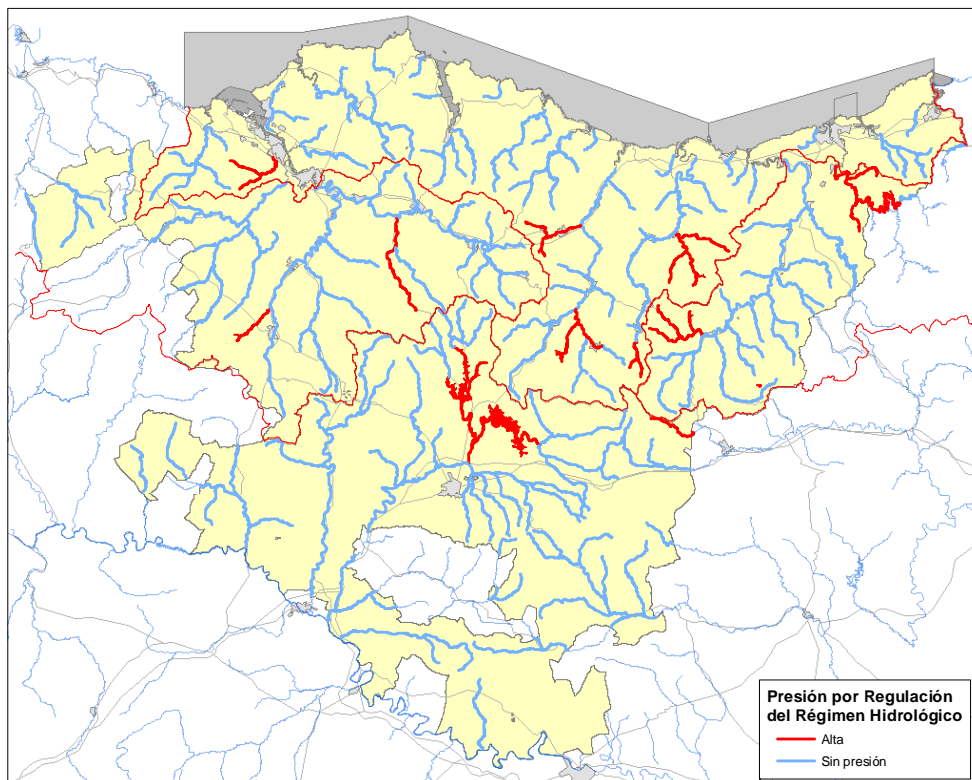 Presión por Regulación
del Régimen Hidrológico
Alta
Sin presión